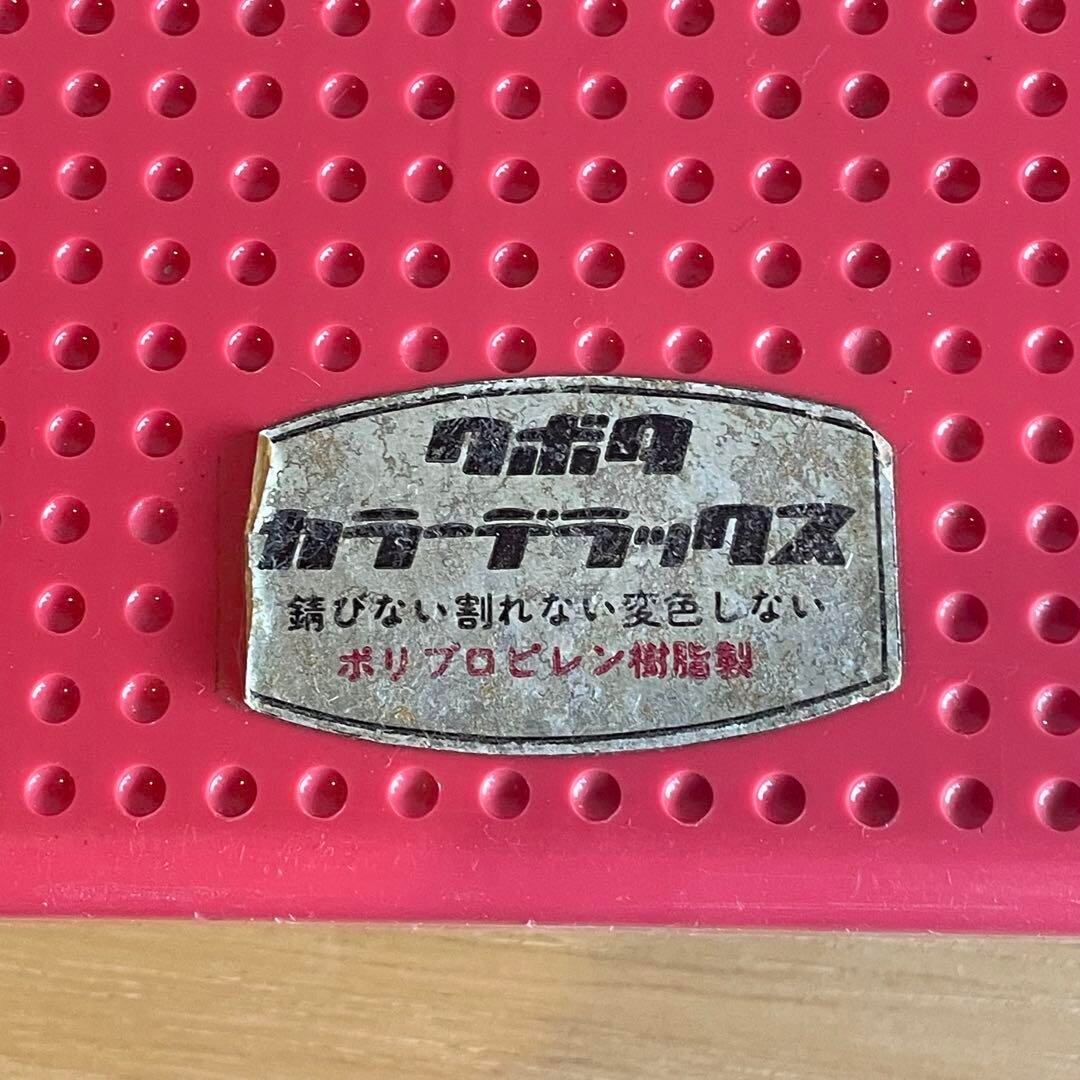 クボタ
カラーデラックス
錆びない割れない変色しない
ポリプロピレン樹脂製